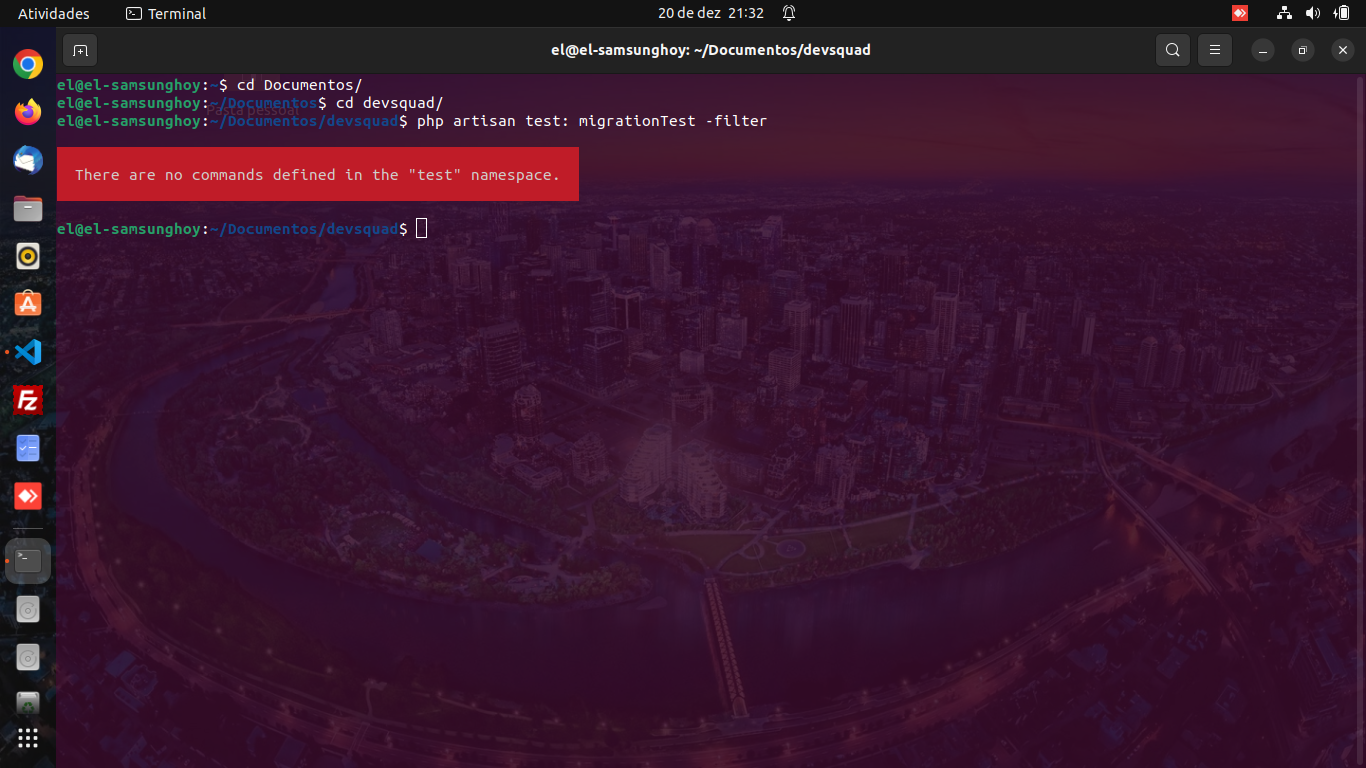 Atividades
Terminal
20 de dez 21:32
el@el-samsunghoy: ~/Documentos/devsquad
el@el-samsunghoy:~$ cd Documentos/
el@el-samsunghoy:~/Documentos$ cd devsquad/
Pasta pessoal
el@el-samsunghoy:~/Documentos/devsquad$ php artisan test: migrationTest -filter
There are no commands defined in the "test" namespace.
el@el-samsunghoy:~/Documentos/devsquad$